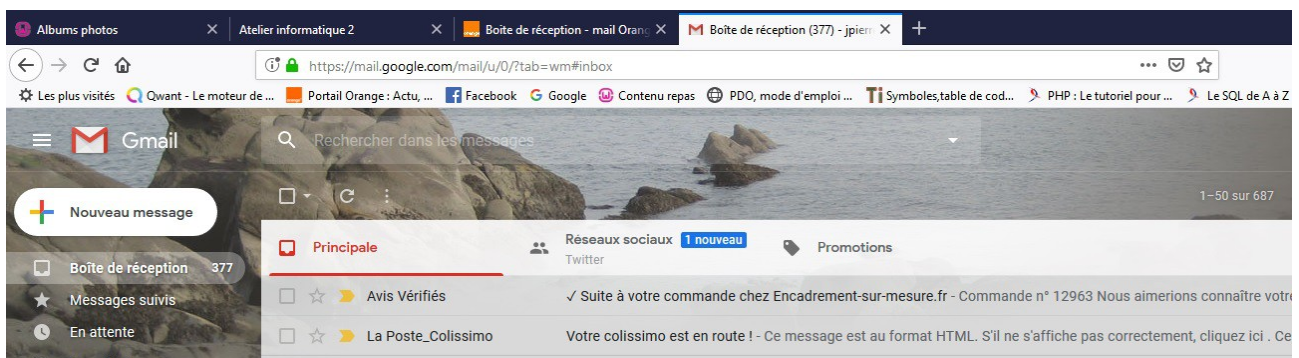 Albums photos Atelier informatique 2 Boite de réception - mail Orang Boîte de réception (377) - jpierr
https://mail.google.com/mail/u/0/?tab=wm#inbox
Les plus visités Qwant - Le moteur de ... Portail Orange : Actu, ... Facebook Google Contenu repas PDO, mode d'emploi ... Symboles,table de cod... PHP : Le tutoriel pour ... Le SQL de A à Z
Gmail Rechercher dans les messages
1–50 sur 687
Nouveau message
Principale Réseaux sociaux 1 nouveau Promotions
Twitter
Boîte de réception 377
Messages suivis Avis Vérifiés ✓ Suite à votre commande chez Encadrement-sur-mesure.fr - Commande n° 12963 Nous aimerions connaître votre
En attente La Poste_Colissimo Votre colissimo est en route ! - Ce message est au format HTML. S'il ne s'affiche pas correctement, cliquez ici . Ce